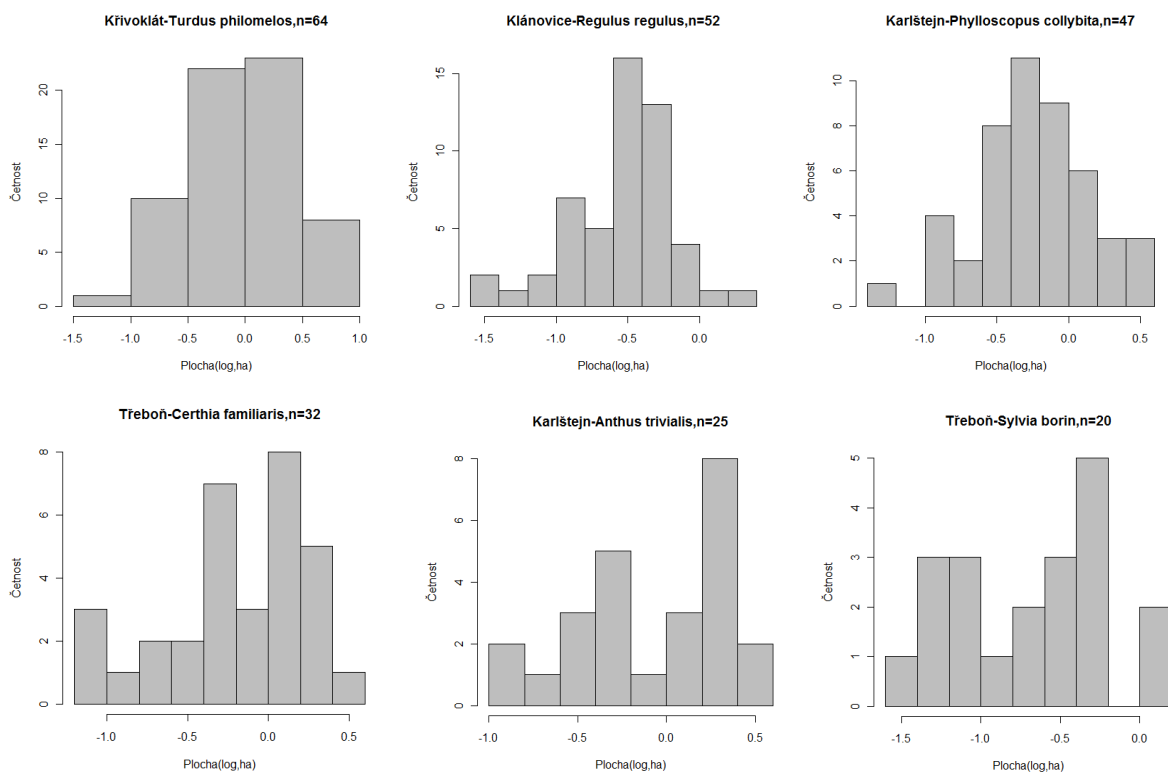 Křivoklát-Turdus philomelos,n=64
Četnost
20
15
10
5
0
-1.5 -1.0 -0.5 0.0 0.5 1.0
Plocha(log,ha)
Klánovice-Regulus regulus,n=52
Četnost
15
10
5
0
-1.5 -1.0 -0.5 0.0
Plocha(log,ha)
Karlštejn-Phylloscopus collybita,n=47
Četnost
10
8
6
4
2
0
-1.0 -0.5 0.0 0.5
Plocha(log,ha)
Třeboň-Certhia familiaris,n=32
Četnost
8
6
4
2
0
-1.0 -0.5 0.0 0.5
Plocha(log,ha)
Karlštejn-Anthus trivialis,n=25
Četnost
8
6
4
2
0
-1.0 -0.5 0.0 0.5
Plocha(log,ha)
Třeboň-Sylvia borin,n=20
Četnost
5
4
3
2
1
0
-1.5 -1.0 -0.5 0.0
Plocha(log,ha)